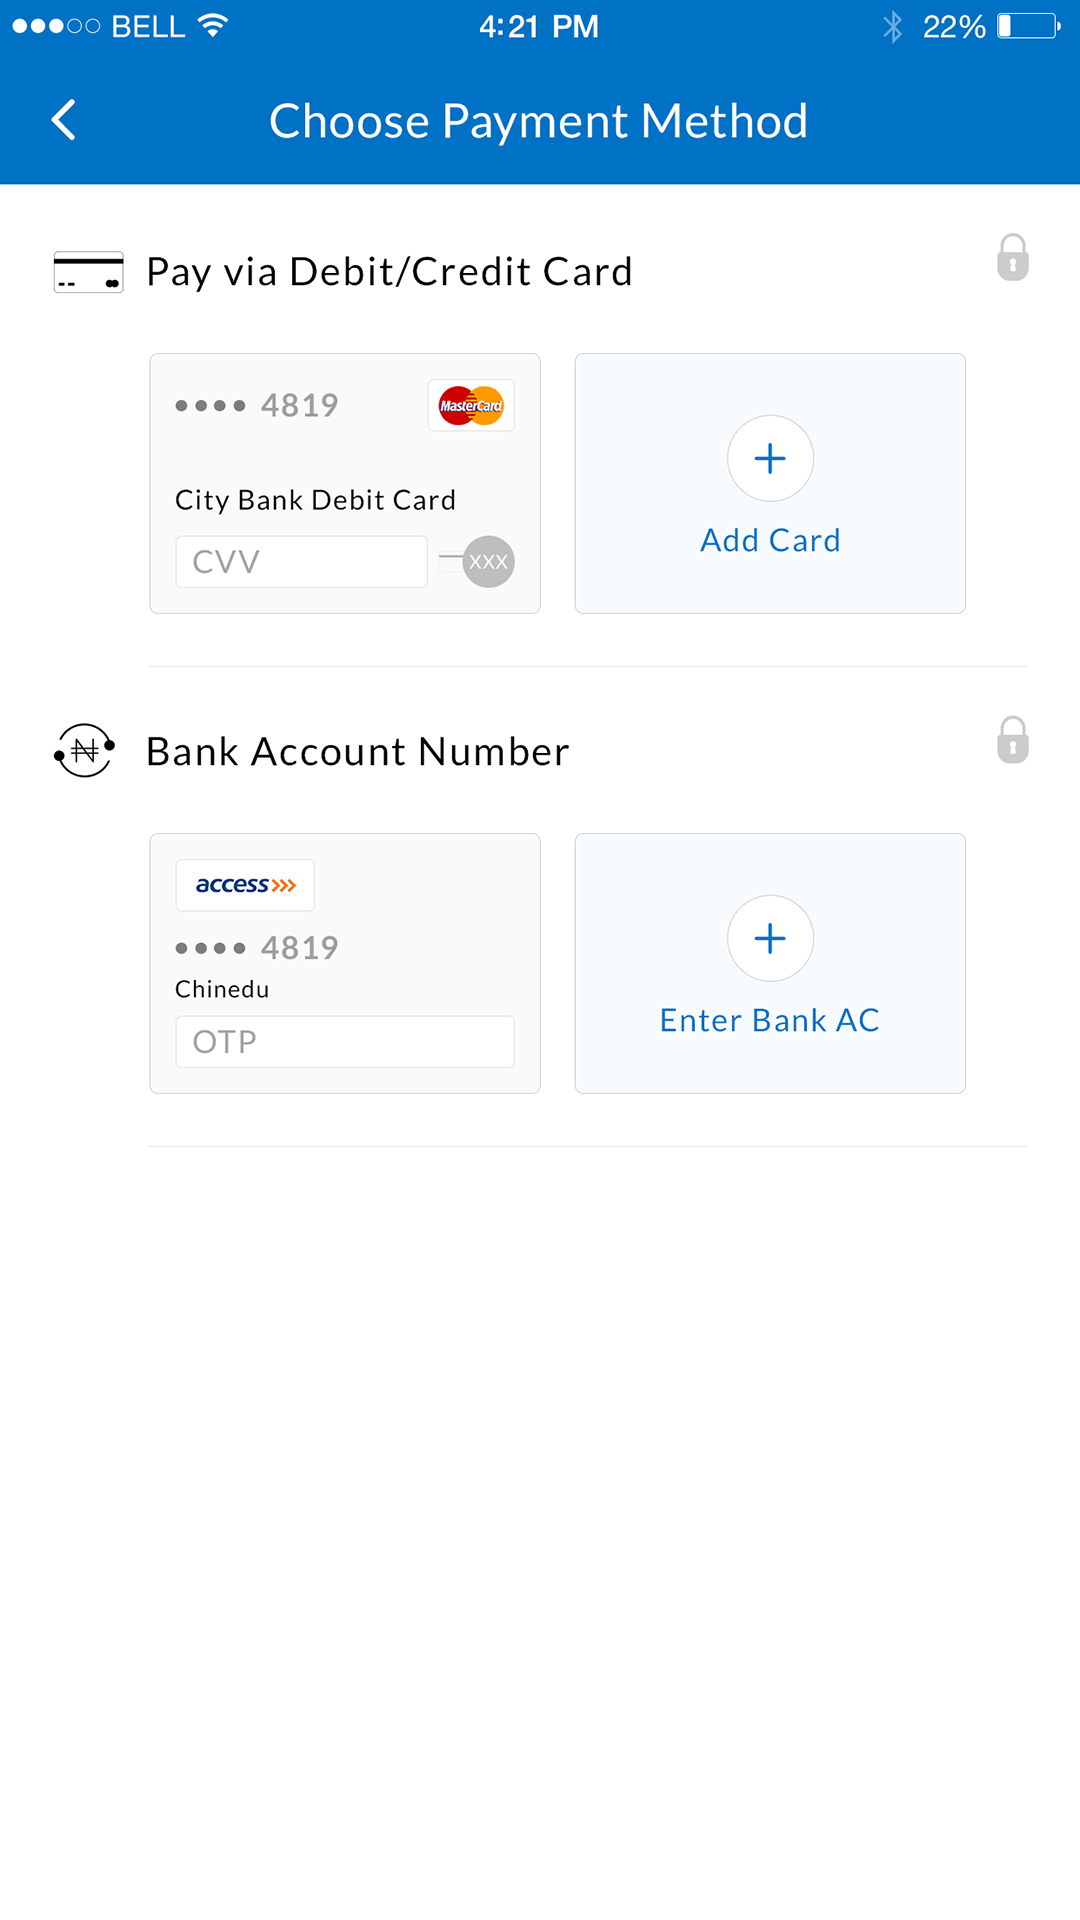 BELL 4:21 PM 22%
Choose Payment Method
Pay via Debit/Credit Card
•••• 4819 MasterCard
City Bank Debit Card
CVV XXX
Add Card
Bank Account Number
access
•••• 4819
Chinedu
OTP
Enter Bank AC